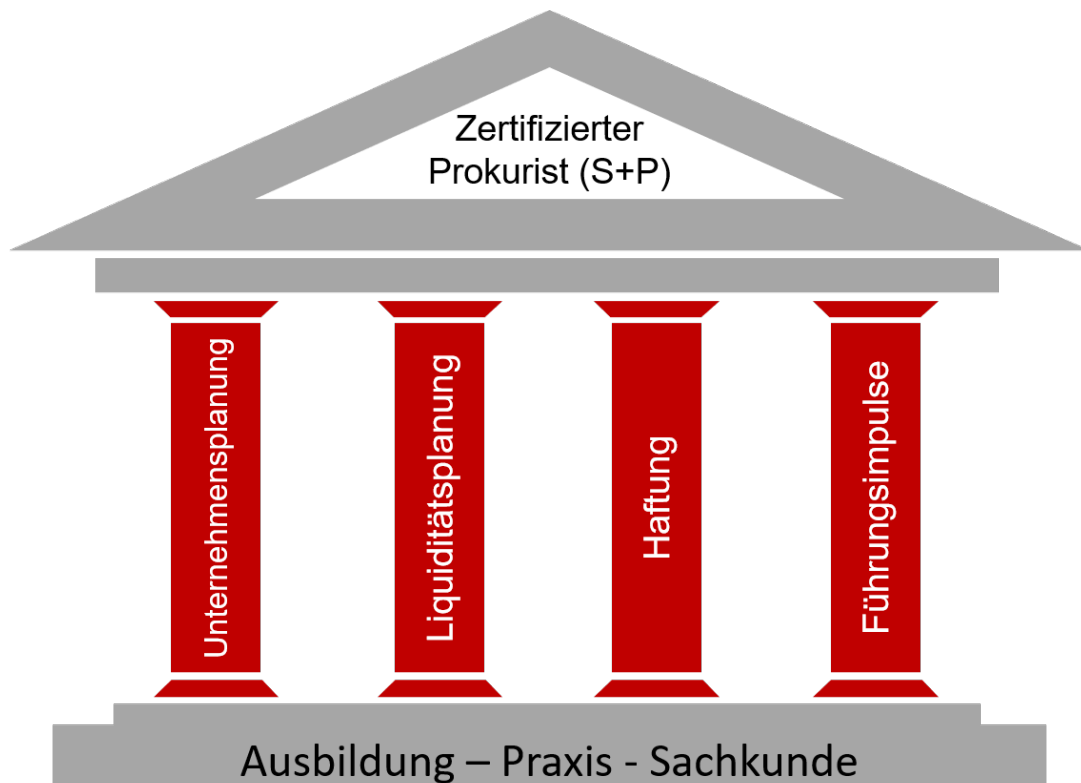 Zertifizierter
Prokurist (S+P)
Unternehmensplanung
Liquiditätsplanung
Haftung
Führungsimpulse
Ausbildung – Praxis - Sachkunde